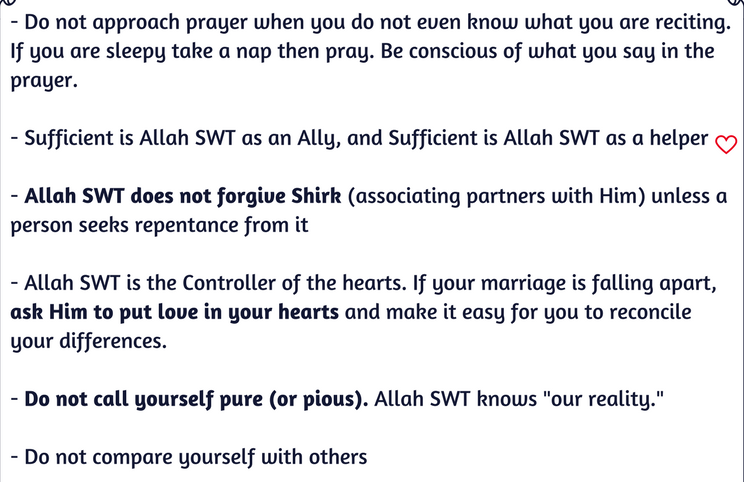 - Do not approach prayer when you do not even know what you are reciting.
If you are sleepy take a nap then pray. Be conscious of what you say in the
prayer.
- Sufficient is Allah SWT as an Ally, and Sufficient is Allah SWT as a helper
- Allah SWT does not forgive Shirk (associating partners with Him) unless a
person seeks repentance from it
- Allah SWT is the Controller of the hearts. If your marriage is falling apart,
ask Him to put love in your hearts and make it easy for you to reconcile
your differences.
- Do not call yourself pure (or pious). Allah SWT knows "our reality."
- Do not compare yourself with others